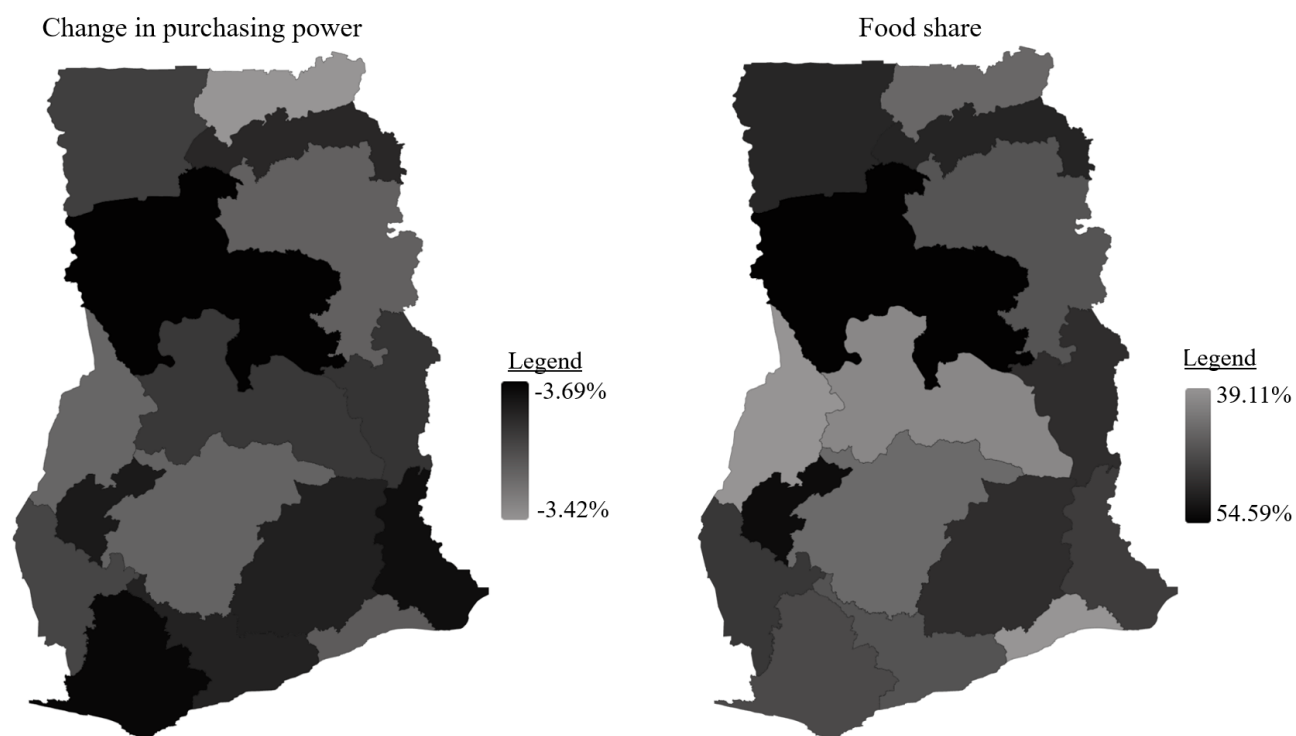 Change in purchasing power
Food share
Legend
-3.69%
-3.42%
Legend
39.11%
54.59%